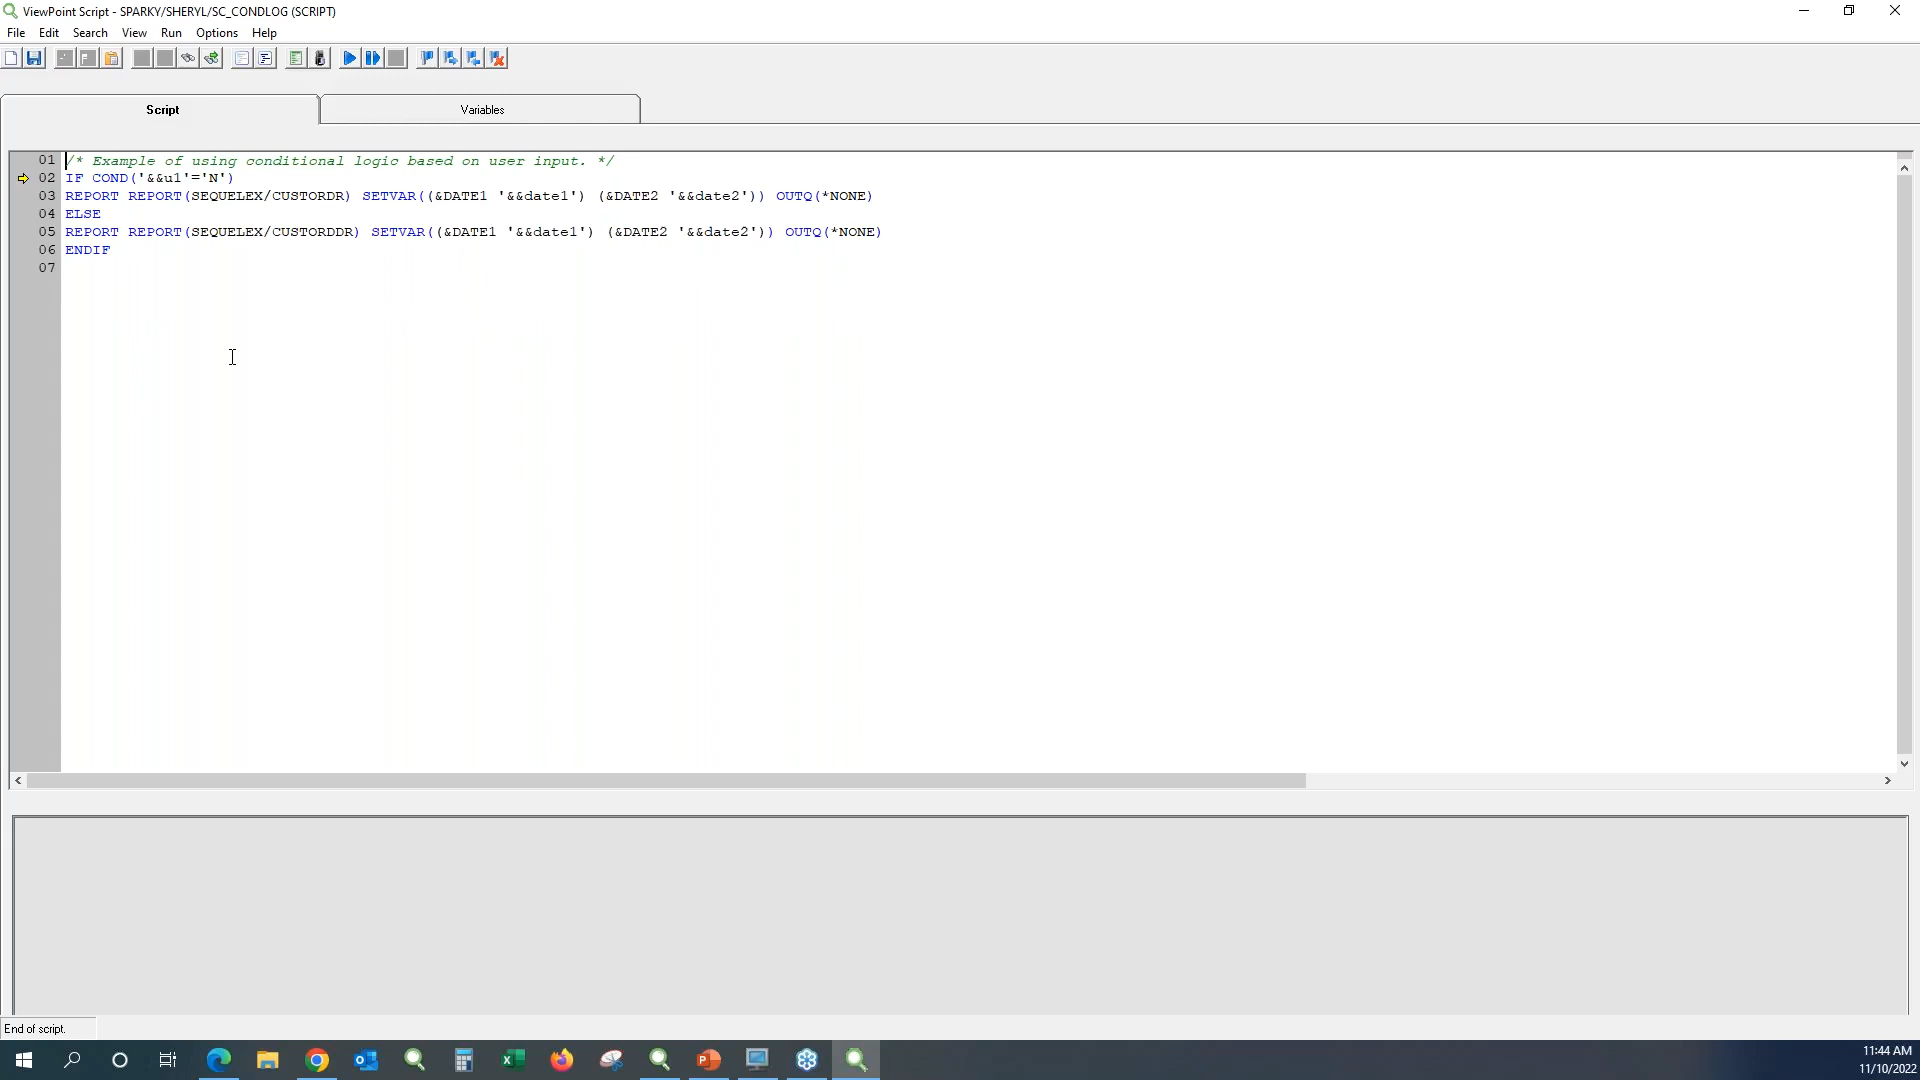 ViewPoint Script - SPARKY/SHERYL/SC_CONDLOG (SCRIPT)
File Edit Search View Run Options Help
Script Variables
01 /* Example of using conditional logic based on user input. */
02 IF COND('&&u1'='N')
03 REPORT REPORT(SEQUELEX/CUSTORDR) SETVAR((&DATE1 '&&date1') (&DATE2 '&&date2')) OUTQ(*NONE)
04 ELSE
05 REPORT REPORT(SEQUELEX/CUSTORDDR) SETVAR((&DATE1 '&&date1') (&DATE2 '&&date2')) OUTQ(*NONE)
06 ENDIF
07
End of script.
11:44 AM
11/10/2022